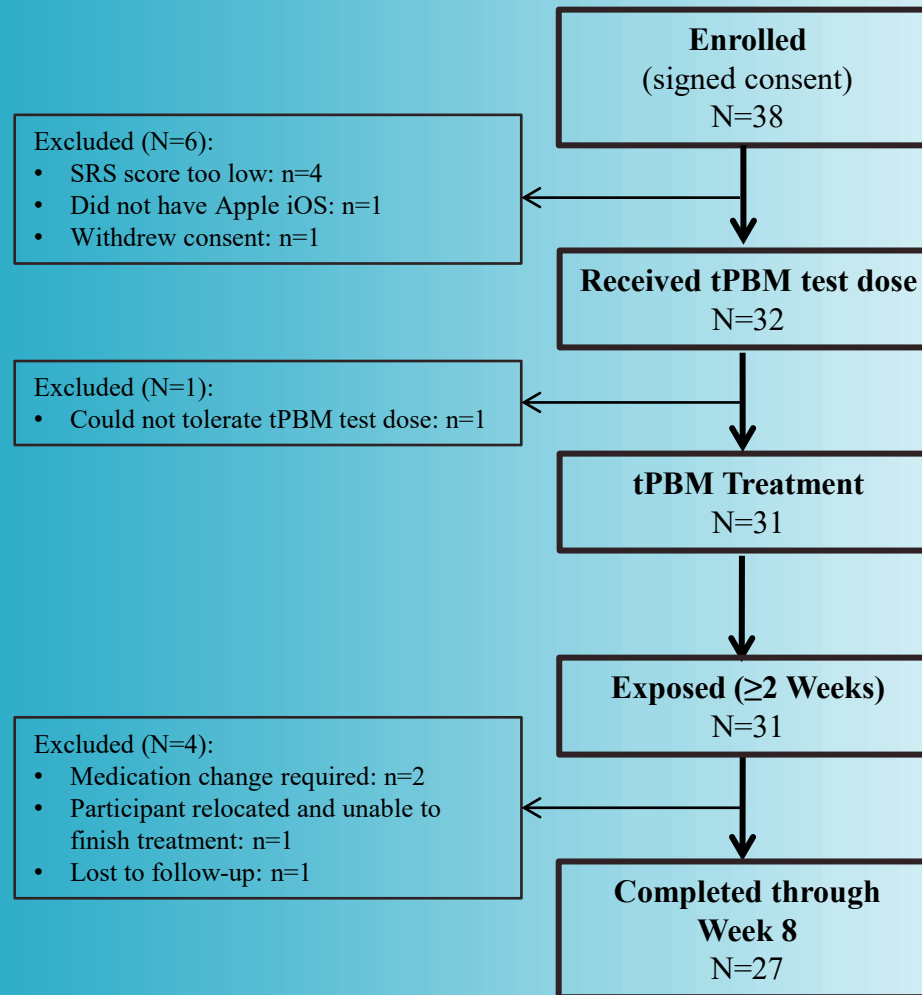 Enrolled
(signed consent)
N=38
Excluded (N=6):
• SRS score too low: n=4
• Did not have Apple iOS: n=1
• Withdrew consent: n=1
Received tPBM test dose
N=32
Excluded (N=1):
• Could not tolerate tPBM test dose: n=1
tPBM Treatment
N=31
Exposed (≥2 Weeks)
N=31
Excluded (N=4):
• Medication change required: n=2
• Participant relocated and unable to
finish treatment: n=1
• Lost to follow-up: n=1
Completed through
Week 8
N=27